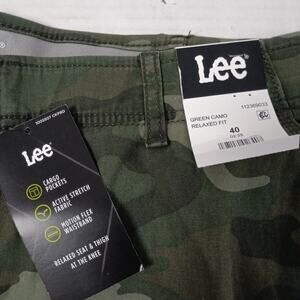 Lee
112369033
GREEN CAMO
RELAXED FIT
40
Lee
CARGO
POCKETS
ACTIVE STRETCH
FABRIC
MOTION FLEX
WAISTBAND
RELAXED SEAT & THIGH
AT THE KNEE